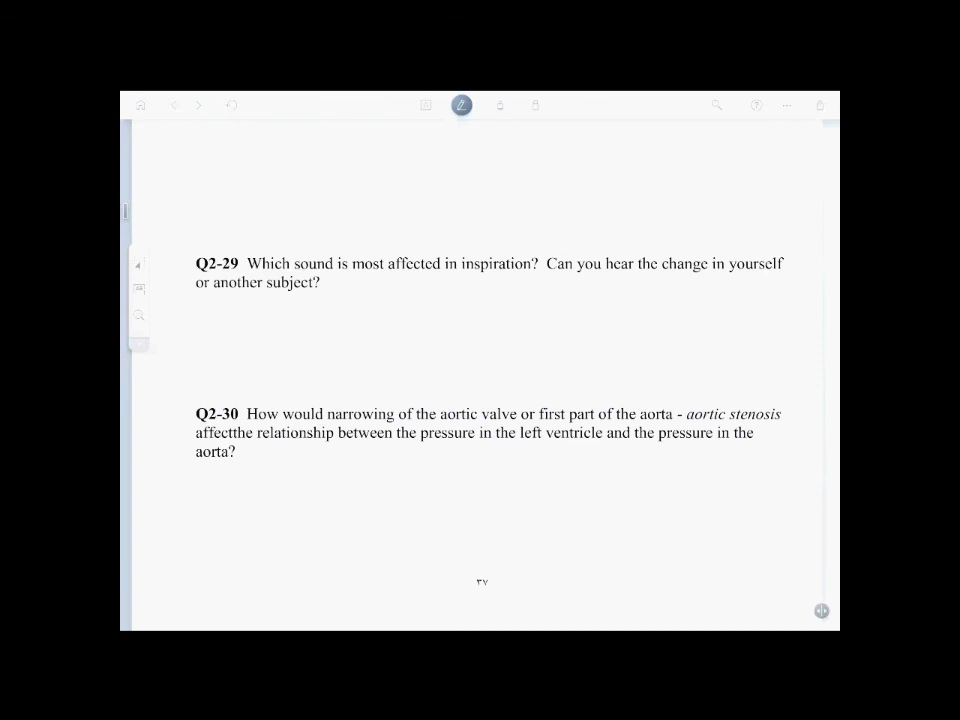 Q2-29 Which sound is most affected in inspiration? Can you hear the change in yourself
or another subject?
Q2-30 How would narrowing of the aortic valve or first part of the aorta - aortic stenosis
affectthe relationship between the pressure in the left ventricle and the pressure in the
aorta?
٣٧